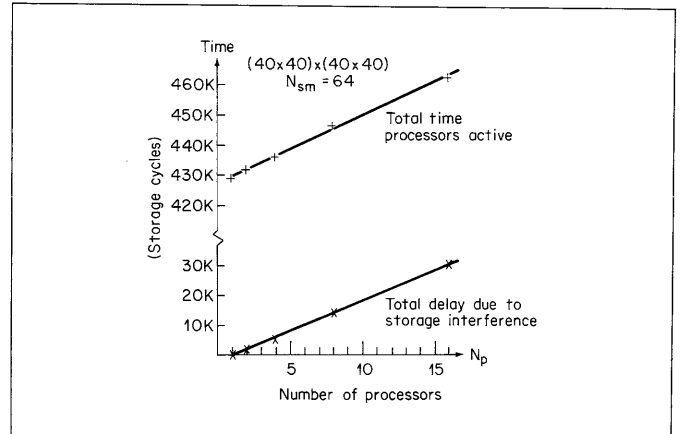 Time
(40x40)x(40x40)
N_sm = 64
460K
450K
440K
430K
420K
Total time
processors active
(Storage cycles)
30K
20K
10K
Total delay due to
storage interference
5
10
15
N_p
Number of processors